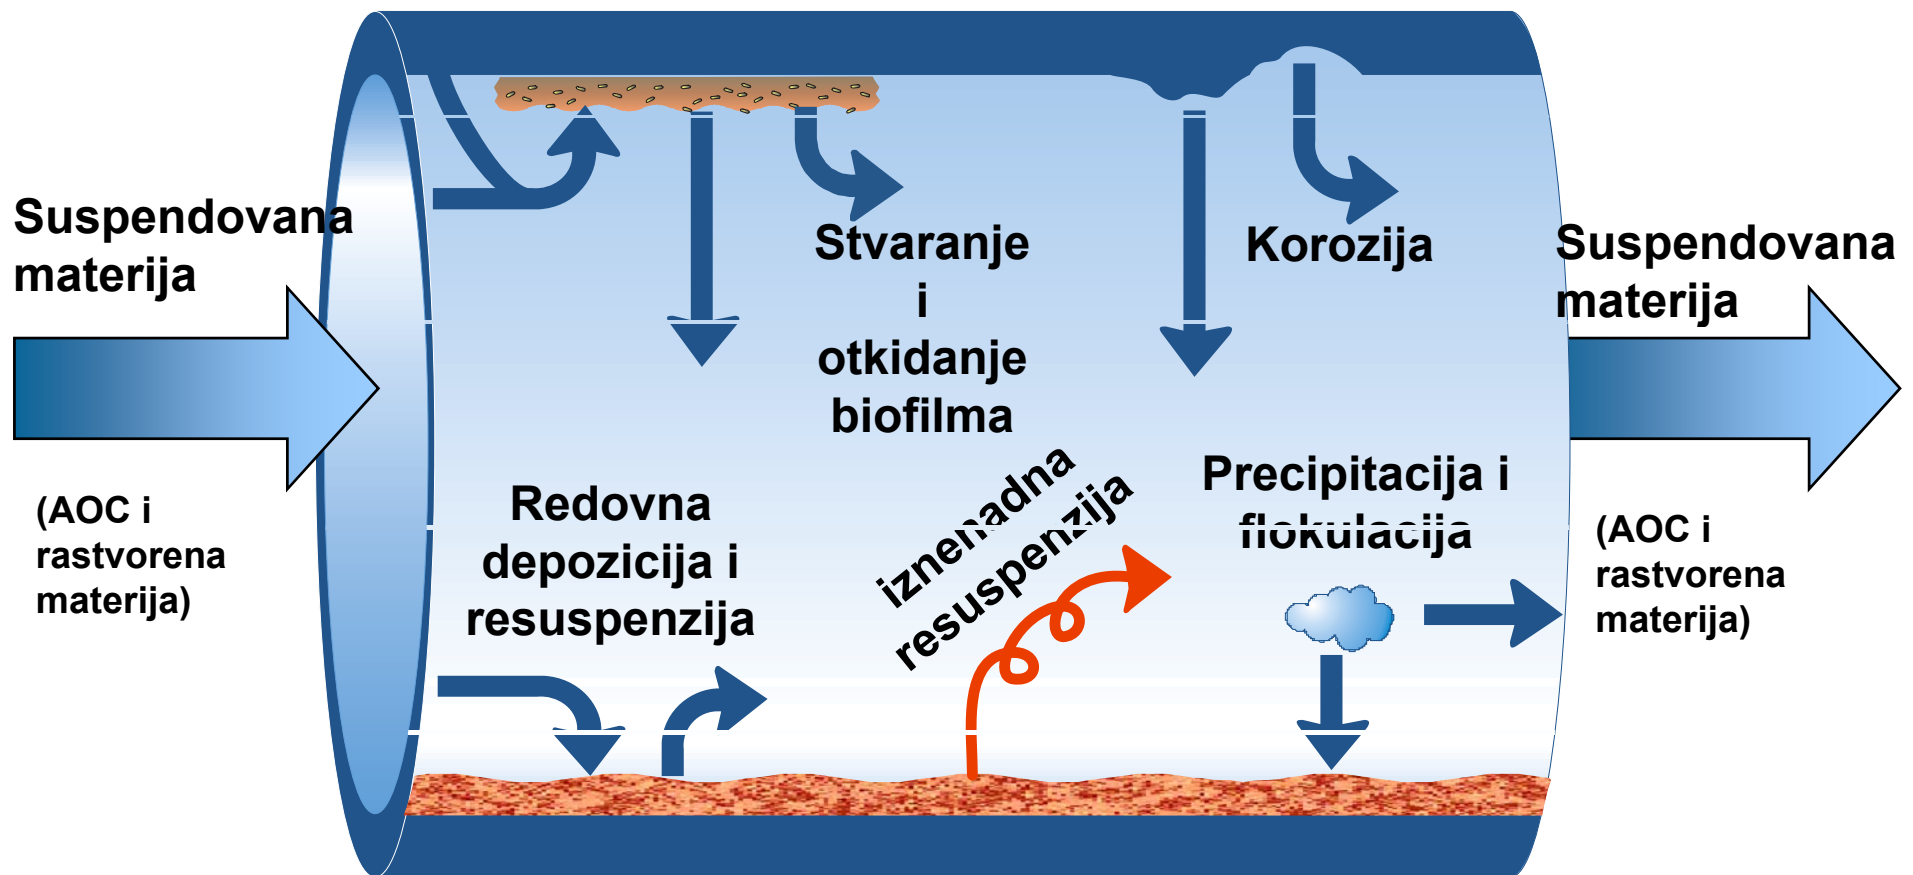 Suspendovana
materija
(AOC i
rastvorena
materija)
Stvaranje
i
otkidanje
biofilma
Korozija
Redovna
depozicija i
resuspenzija
iznenadna
resuspenzija
Precipitacija i
flokulacija
Suspendovana
materija
(AOC i
rastvorena
materija)